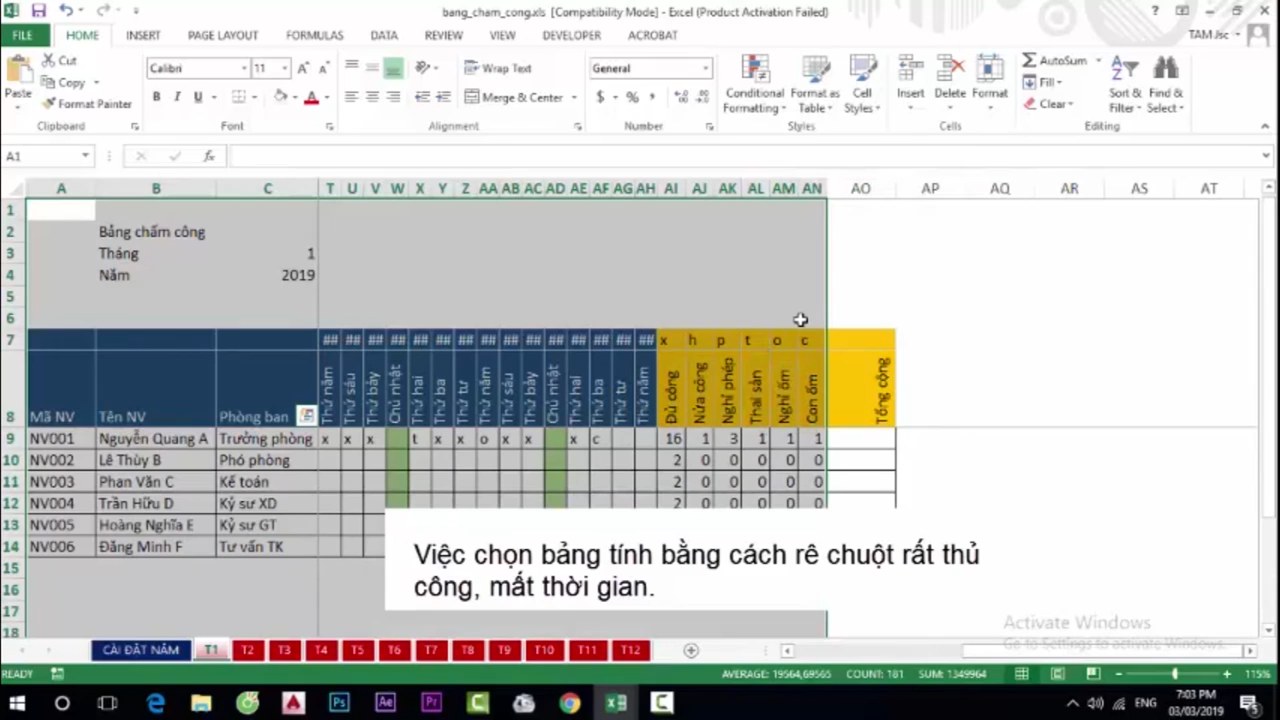 bang_cham_cong.xls [Compatibility Mode] - Excel (Product Activation Failed)
FILE HOME INSERT PAGE LAYOUT FORMULAS DATA REVIEW VIEW DEVELOPER ACROBAT TAM Jsc
Cut Calibri 11 Wrap Text General AutoSum
Copy Fill
Paste Format Painter B I U A Merge & Center $ % , Conditional Formatting Format as Table Cell Styles Insert Delete Format Clear Sort & Filter Find & Select
Clipboard Font Alignment Number Styles Cells Editing
A1 fx
A B C T U V W X Y Z AA AB AC AD AE AF AG AH AI AJ AK AL AM AN AO AP AQ AR AS AT
1
2 Bảng chấm công
3 Tháng 1
4 Năm 2019
5
6
7 ## ## ## ## ## ## ## ## ## ## ## ## ## ## ## x h p t o c
8 Mã NV Tên NV Phòng ban Thứ năm Thứ sáu Thứ bảy Chủ nhật Thứ hai Thứ ba Thứ tư Thứ năm Thứ sáu Thứ bảy Chủ nhật Thứ hai Thứ ba Thứ tư Thứ năm Đủ công Nửa công Nghỉ phép Thai sản Nghỉ ốm Con ốm Tổng cộng
9 NV001 Nguyễn Quang A Trưởng phòng x x x t x x o x x x c 16 1 3 1 1 1
10 NV002 Lê Thùy B Phó phòng 2 0 0 0 0 0
11 NV003 Phan Văn C Kế toán 2 0 0 0 0 0
12 NV004 Trần Hữu D Kỷ sư XD 2 0 0 0 0 0
13 NV005 Hoàng Nghĩa E Kỷ sư GT
14 NV006 Đặng Minh F Tư vấn TK
15
16
17
18
Việc chọn bảng tính bằng cách rê chuột rất thủ
công, mất thời gian.
Activate Windows
Go to Settings to activate Windows.
CÀI ĐẶT NĂM T1 T2 T3 T4 T5 T6 T7 T8 T9 T10 T11 T12
READY AVERAGE: 19564,69565 COUNT: 181 SUM: 1349964 115%
Ps Ae Pr ENG 7:03 PM
03/03/2019